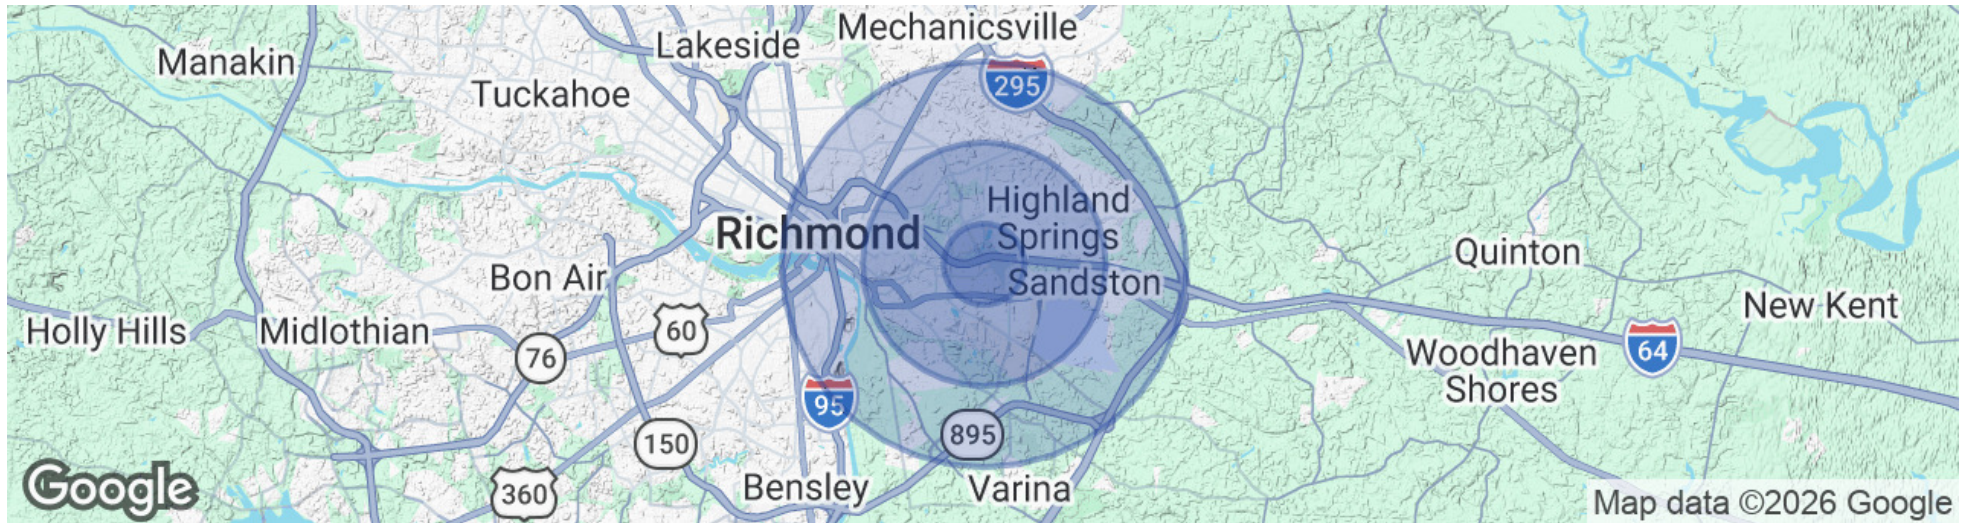 Mechanicsville
Lakeside
Manakin
295
Tuckahoe
Highland
Springs
Richmond
Quinton
Bon Air
Sandston
New Kent
Holly Hills
Midlothian
60
76
64
Woodhaven
Shores
95
150
895
360
Bensley
Varina
Google
Map data ©2026 Google